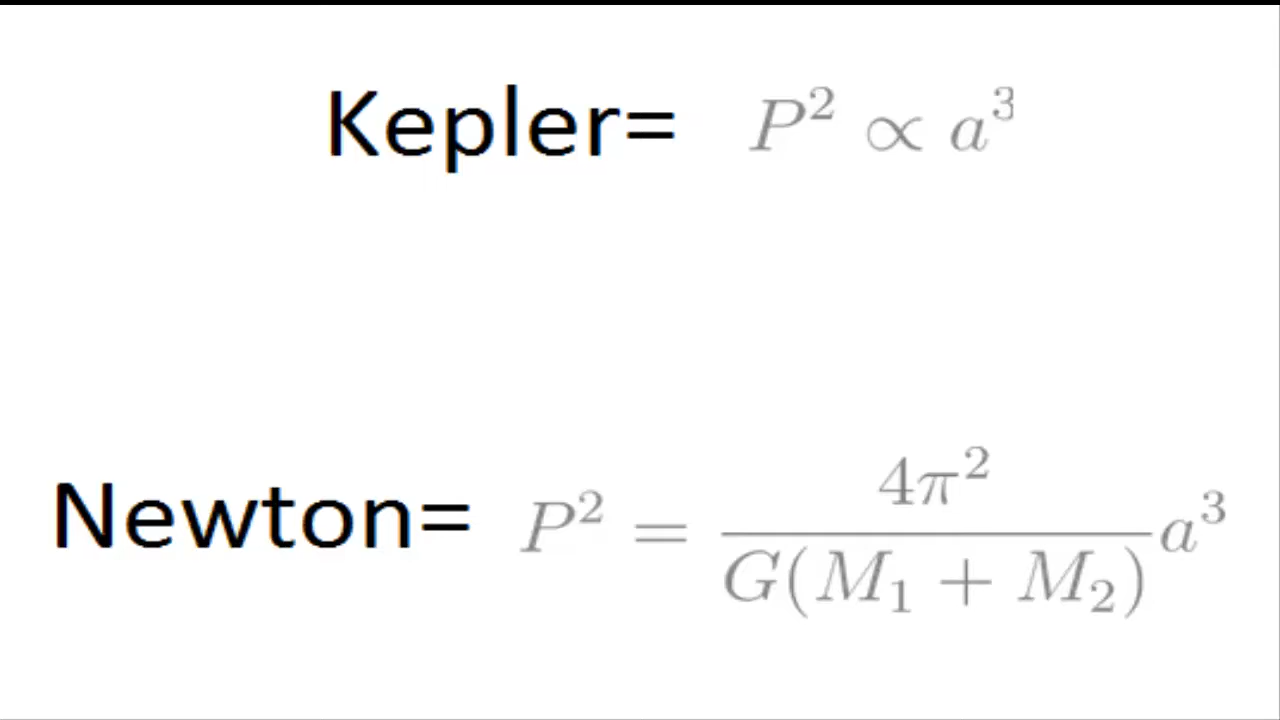 Kepler= P² ∝ a³
Newton= P² = 4π² / G(M₁ + M₂) a³